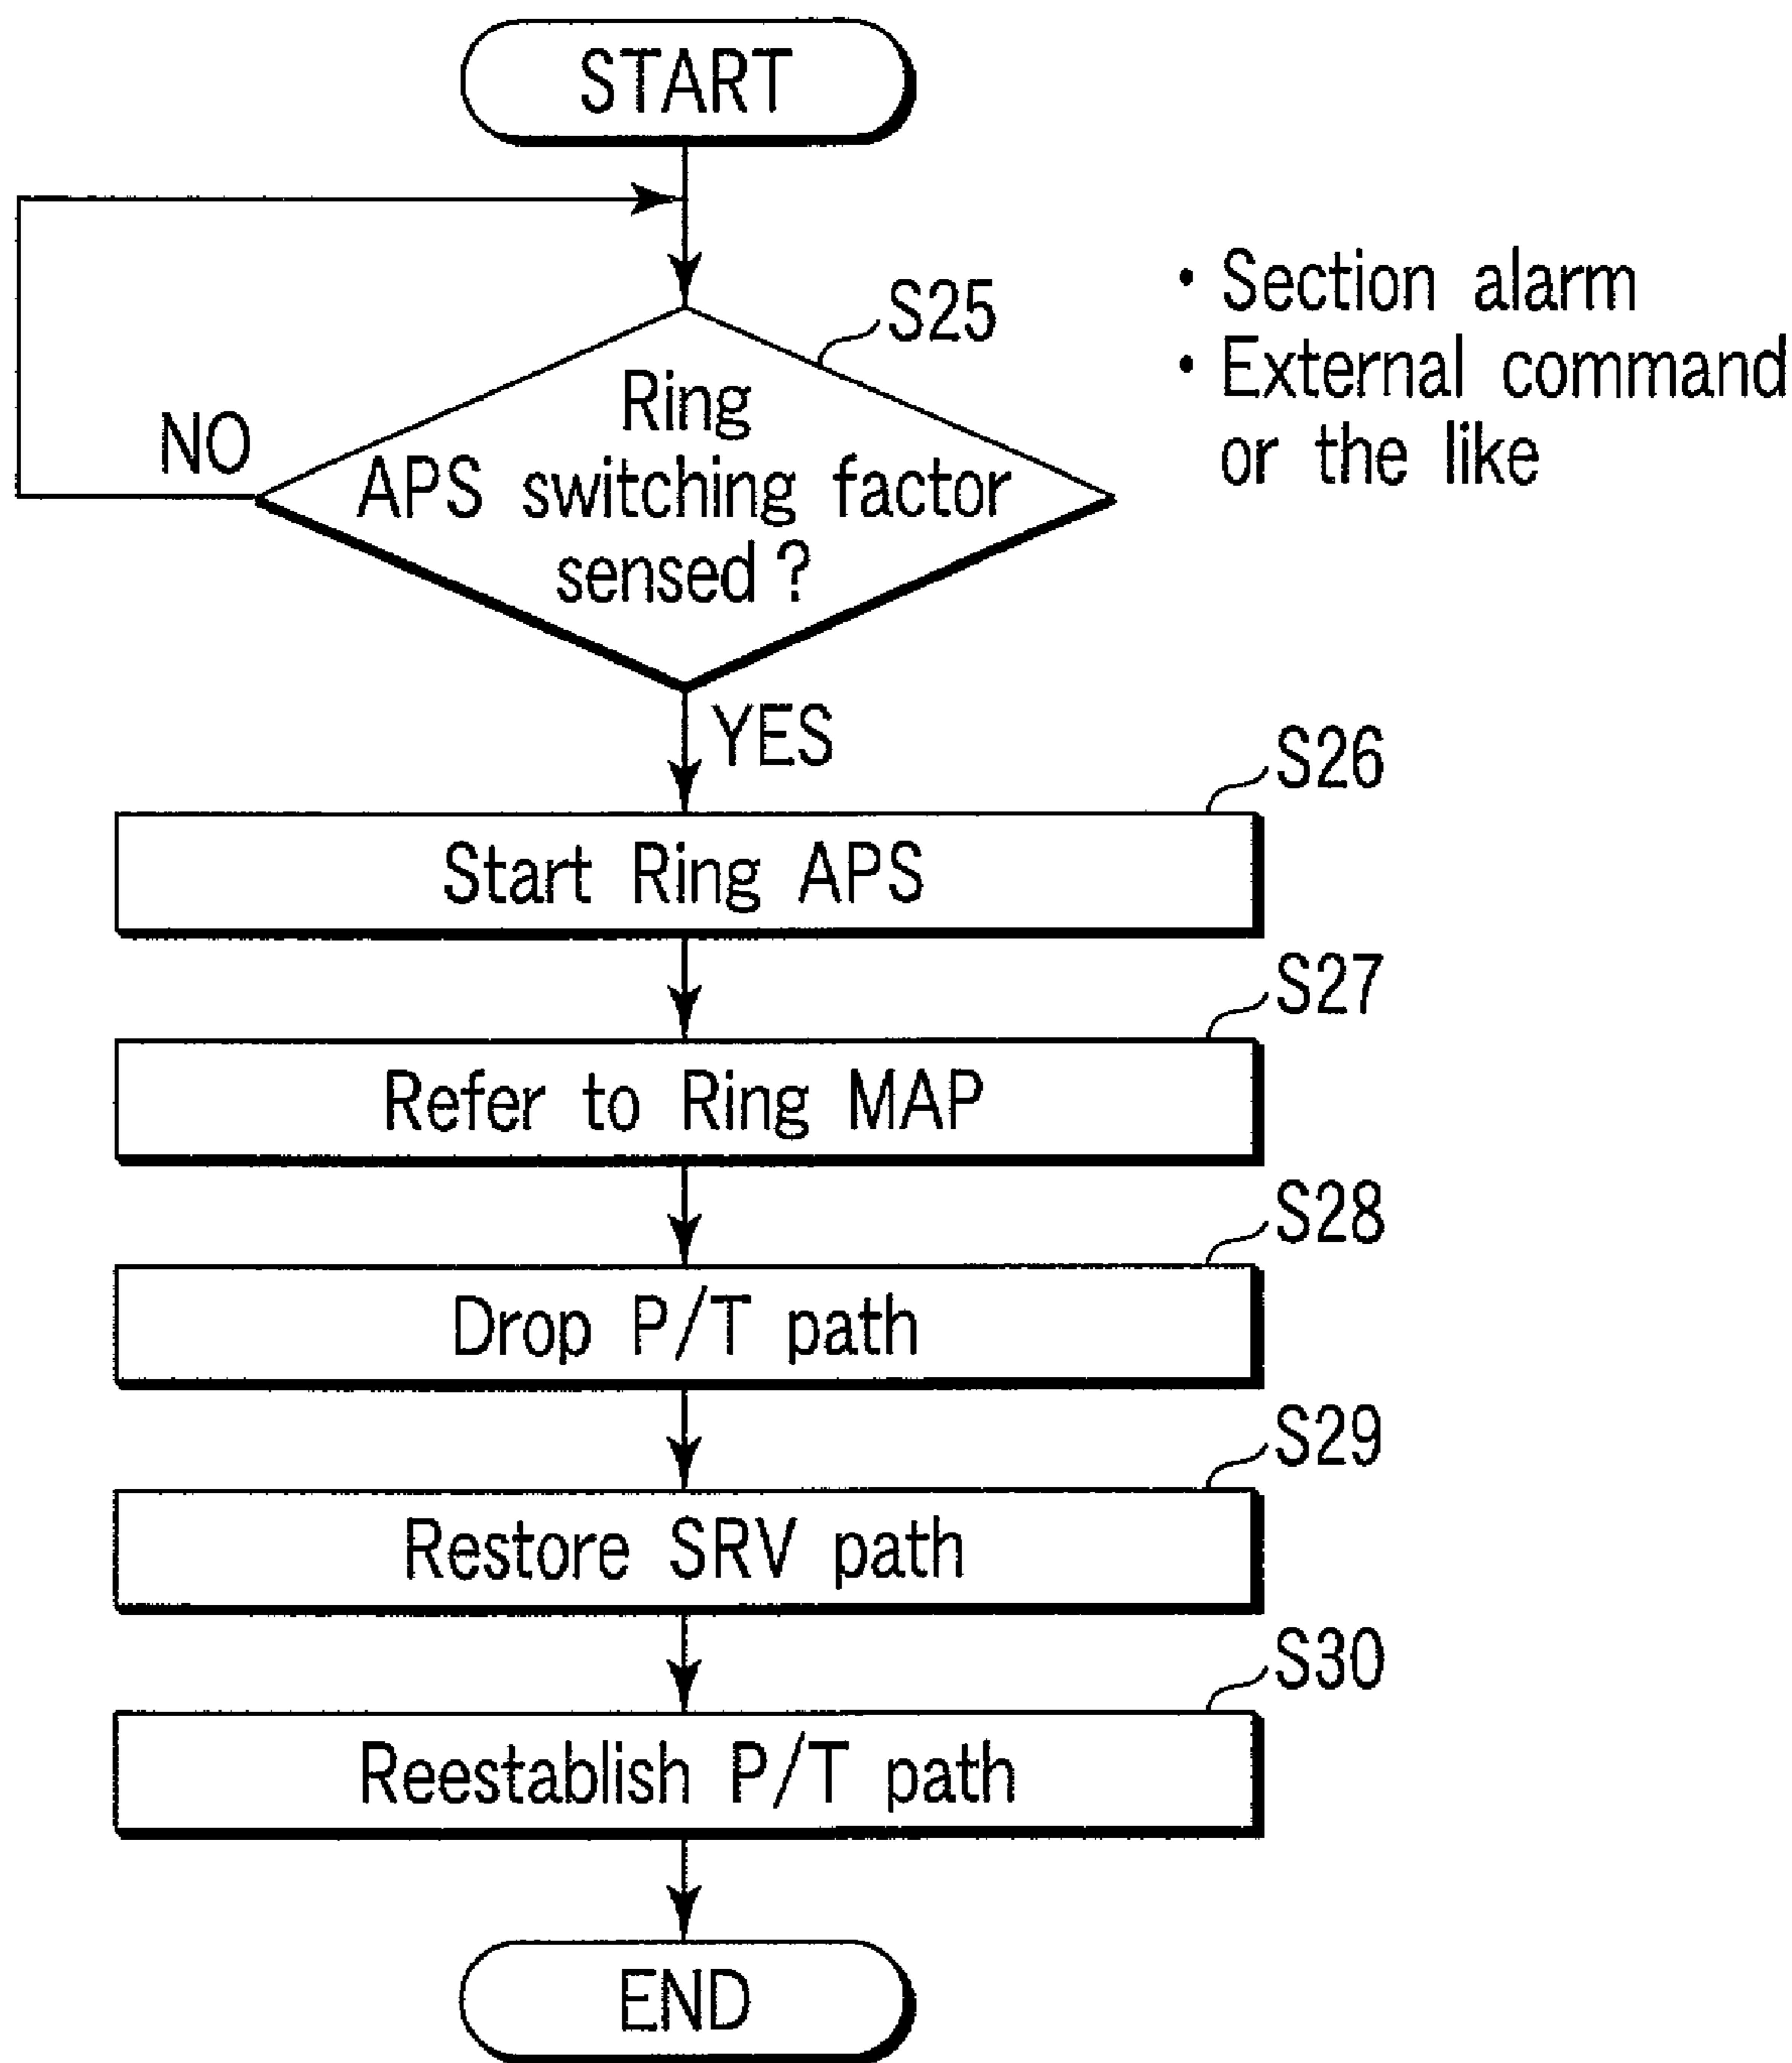 START
S25
・Section alarm
・External command
or the like
Ring
APS switching factor
sensed ?
NO
YES
S26
Start Ring APS
S27
Refer to Ring MAP
S28
Drop P/T path
S29
Restore SRV path
S30
Reestablish P/T path
END